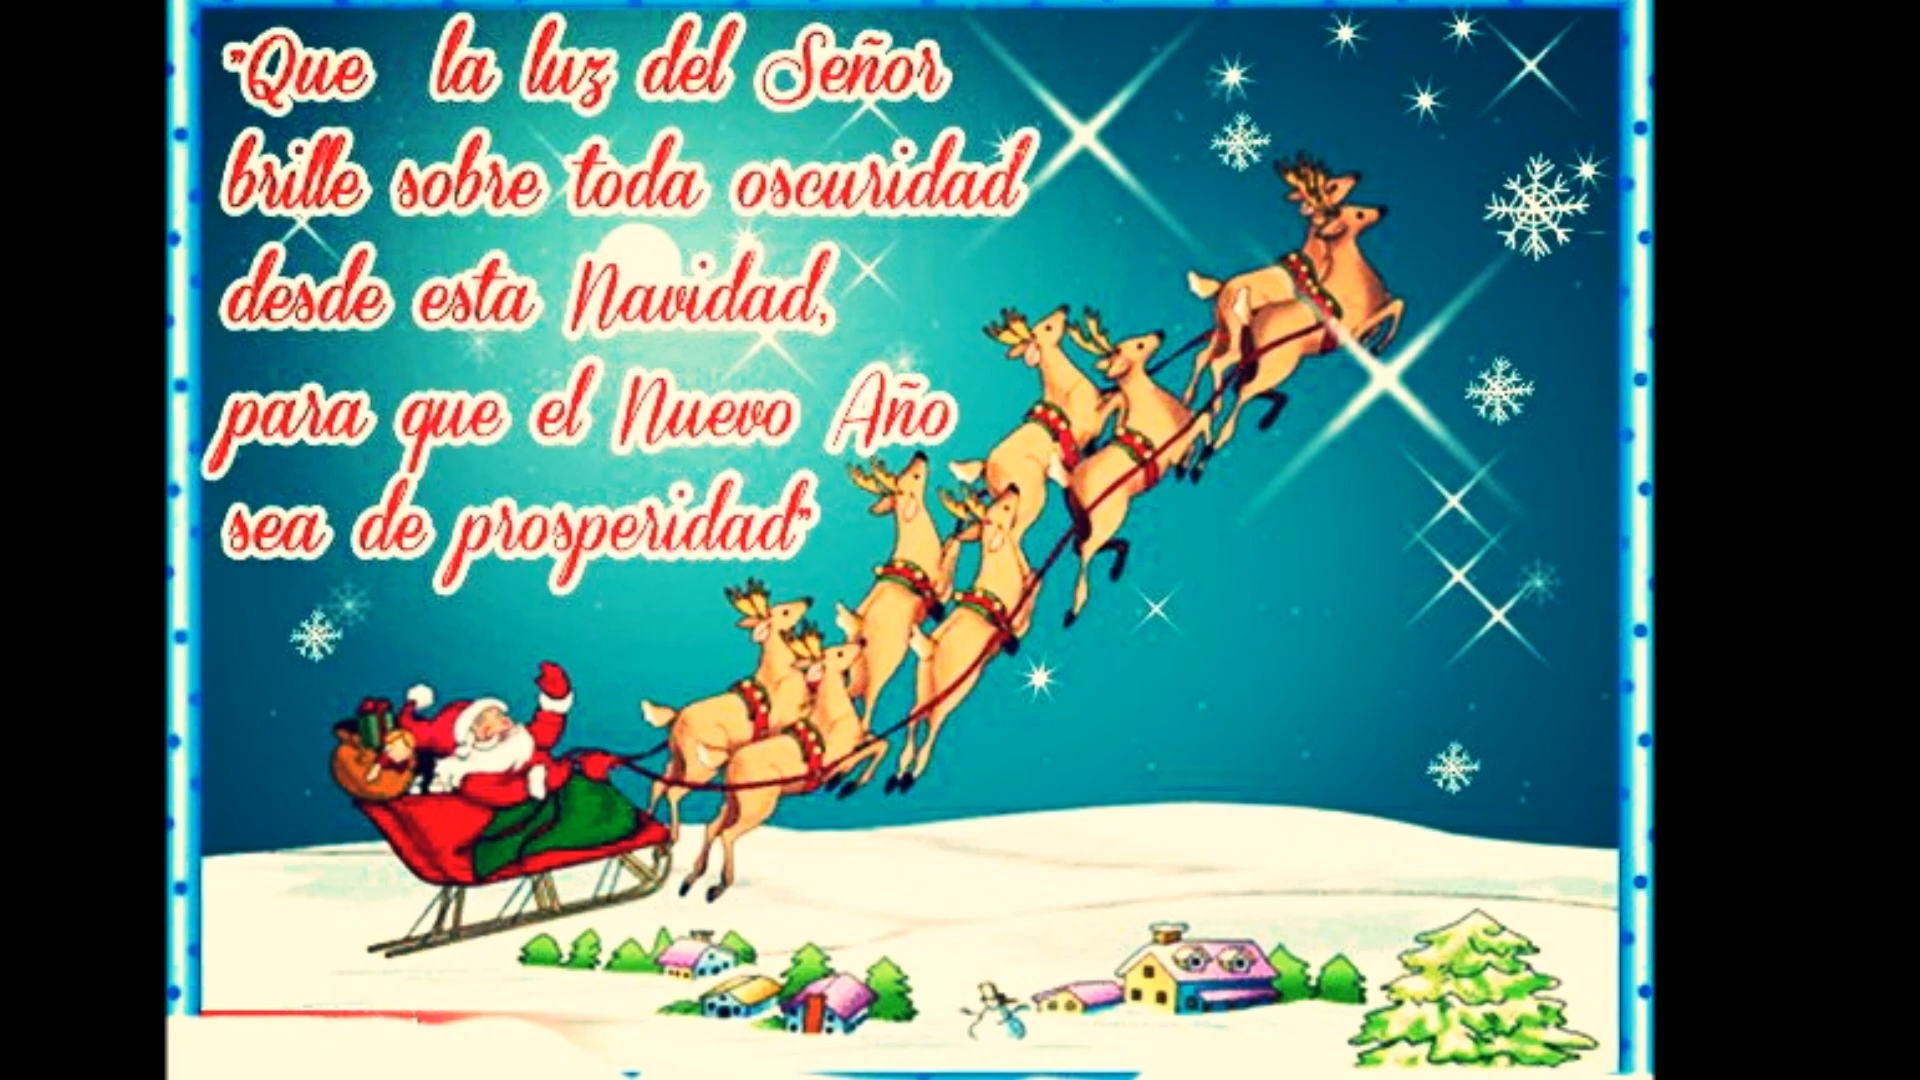 "Que la luz del Señor
brille sobre toda oscuridad
desde esta Navidad,
para que el Nuevo Año
sea de prosperidad"